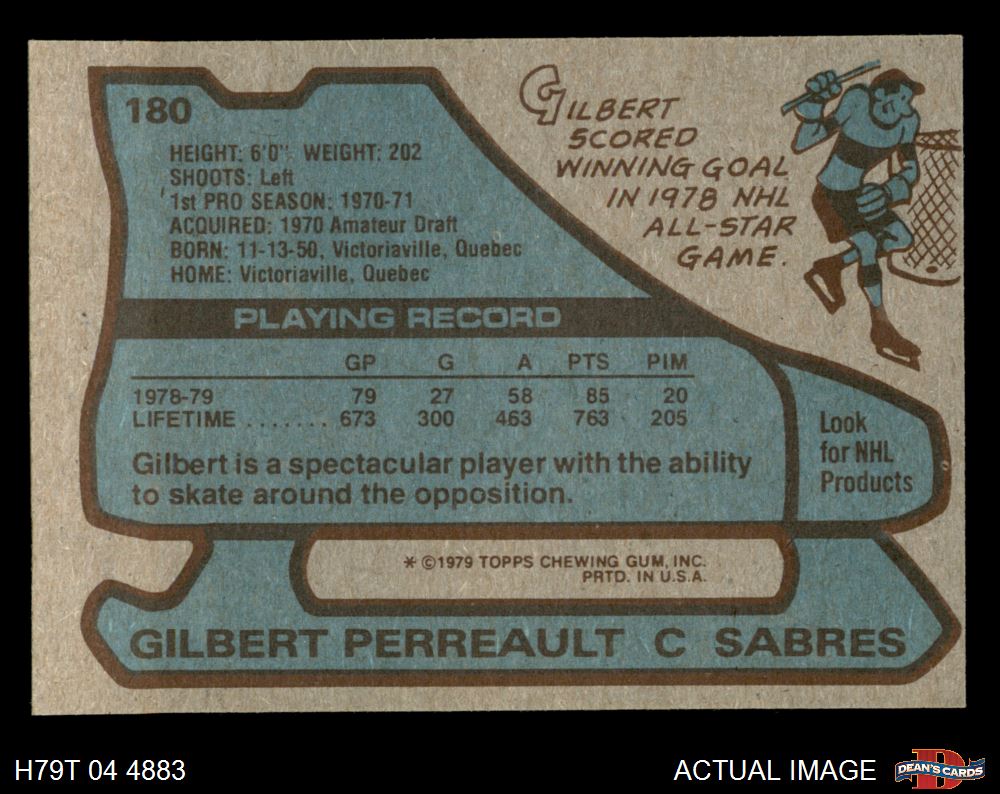 180
HEIGHT: 6'0" WEIGHT: 202
SHOOTS: Left
1st PRO SEASON: 1970-71
ACQUIRED: 1970 Amateur Draft
BORN: 11-13-50, Victoriaville, Quebec
HOME: Victoriaville, Quebec
GILBERT
SCORED
WINNING GOAL
IN 1978 NHL
ALL-STAR
GAME.
PLAYING RECORD
GP G A PTS PIM
1978-79 79 27 58 85 20
LIFETIME ....... 673 300 463 763 205
Gilbert is a spectacular player with the ability
to skate around the opposition.
Look
for NHL
Products
* ©1979 TOPPS CHEWING GUM, INC.
PRTD. IN U.S.A.
GILBERT PERREAULT C SABRES
H79T 04 4883
ACTUAL IMAGE
D
DEAN'S CARDS